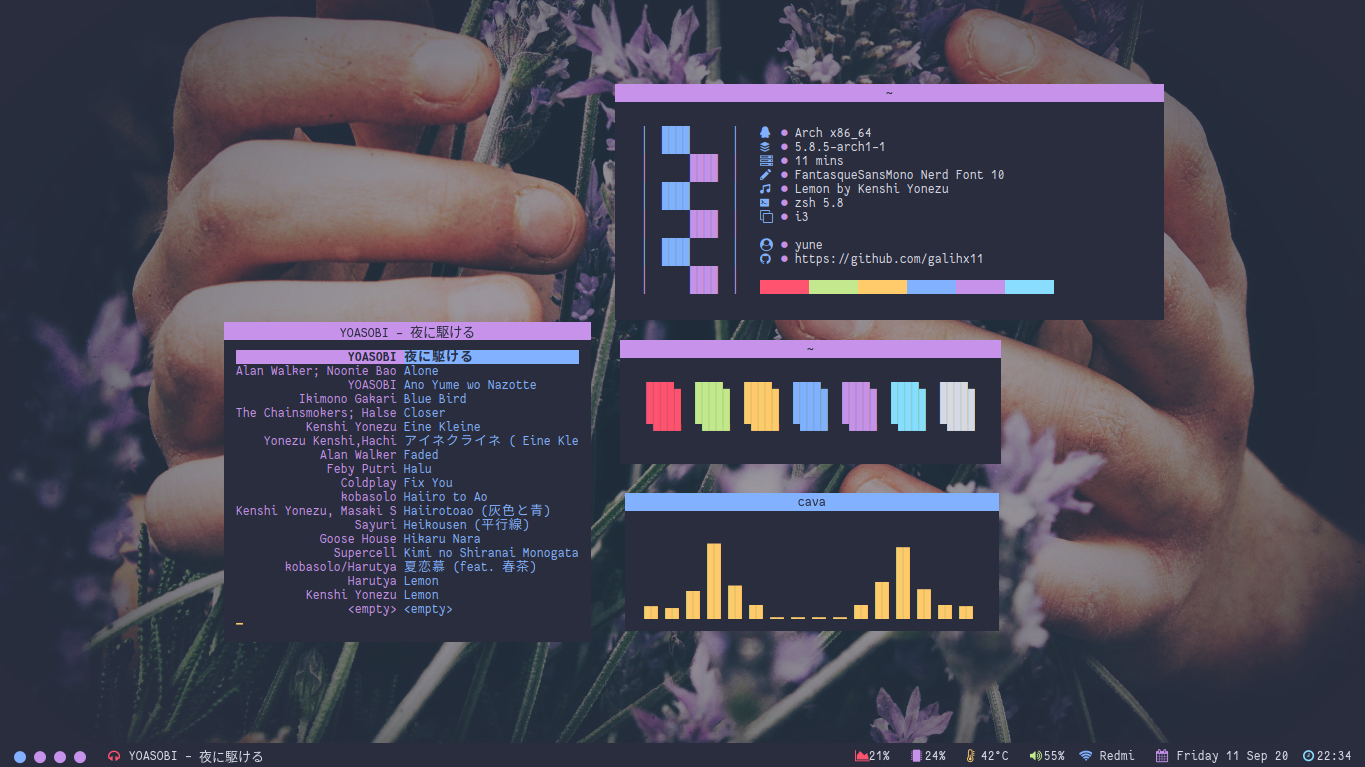 ~
Arch x86_64
5.8.5-arch1-1
11 mins
FantasqueSansMono Nerd Font 10
Lemon by Kenshi Yonezu
zsh 5.8
i3
yune
https://github.com/galihx11
YOASOBI - 夜に駆ける
YOASOBI 夜に駆ける
Alan Walker; Noonie Bao Alone
YOASOBI Ano Yume wo Nazotte
Ikimono Gakari Blue Bird
The Chainsmokers; Halse Closer
Kenshi Yonezu Eine Kleine
Yonezu Kenshi,Hachi アイネクライネ ( Eine Kle
Alan Walker Faded
Feby Putri Halu
Coldplay Fix You
kobasolo Haiiro to Ao
Kenshi Yonezu, Masaki S Haiirotoao (灰色と青)
Sayuri Heikousen (平行線)
Goose House Hikaru Nara
Supercell Kimi no Shiranai Monogata
kobasolo/Harutya 夏恋慕 (feat. 春茶)
Harutya Lemon
Kenshi Yonezu Lemon
<empty> <empty>
~
cava
YOASOBI - 夜に駆ける
21% 24% 42°C 55% Redmi Friday 11 Sep 20 22:34